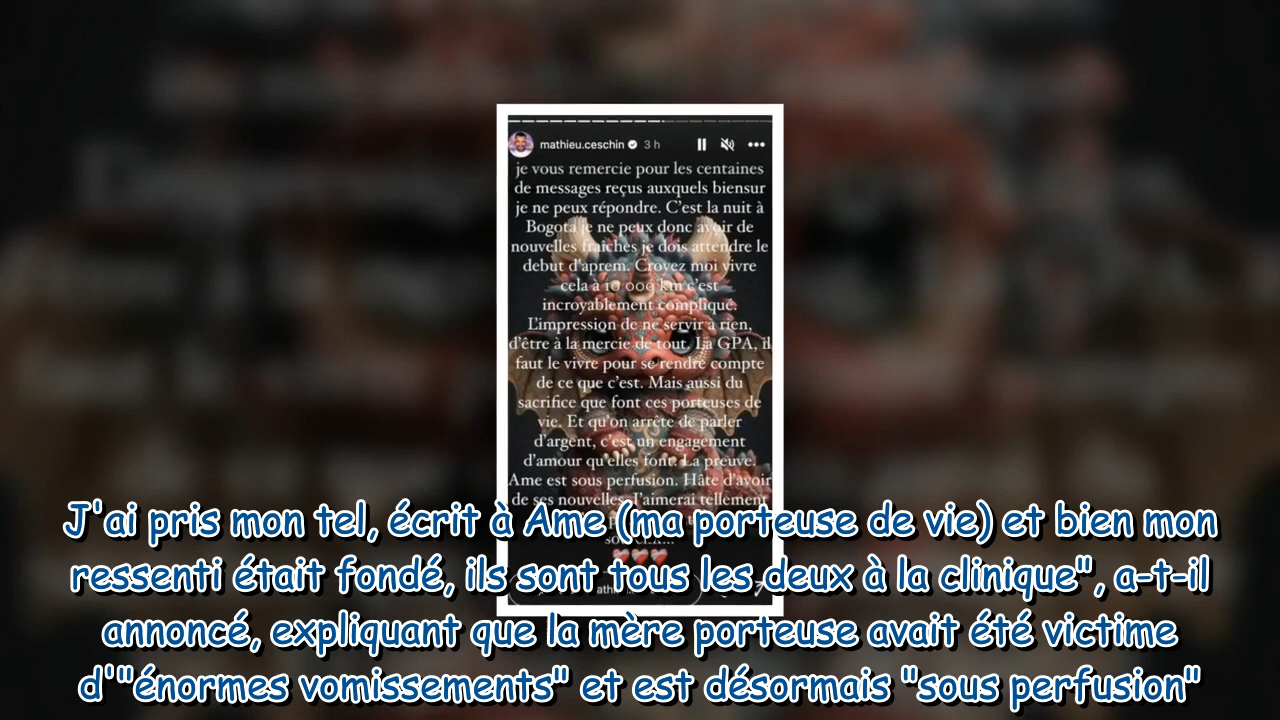 mathieu.ceschin 3 h
je vous remercie pour les centaines
de messages reçus auxquels biensur
je ne peux répondre. C'est la nuit à
Bogota je ne peux donc avoir de
nouvelles fraîches je dois attendre le
debut d'aprem. Croyez moi vivre
cela à 10 000 km c'est
incroyablement compliqué.
L'impression de ne servir a rien,
d'être à la mercie de tout. La GPA, il
faut le vivre pour se rendre compte
de ce que c'est. Mais aussi du
sacrifice que font ces porteuses de
vie. Et qu'on arrête de parler
d'argent, c'est un engagement
d'amour qu'elles font. La preuve.
Ame est sous perfusion. Hâte d'avoir
de ses nouvelles. J'aimerai tellement
J'ai pris mon tel, écrit à Ame (ma porteuse de vie) et bien mon
ressenti était fondé, ils sont tous les deux à la clinique", a-t-il
annoncé, expliquant que la mère porteuse avait été victime
d'"énormes vomissements" et est désormais "sous perfusion"